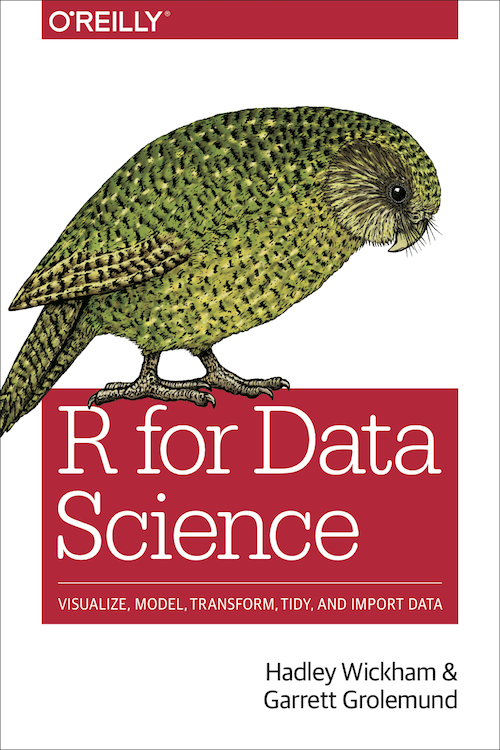 O'REILLY®
R for Data
Science
VISUALIZE, MODEL, TRANSFORM, TIDY, AND IMPORT DATA
Hadley Wickham &
Garrett Grolemund